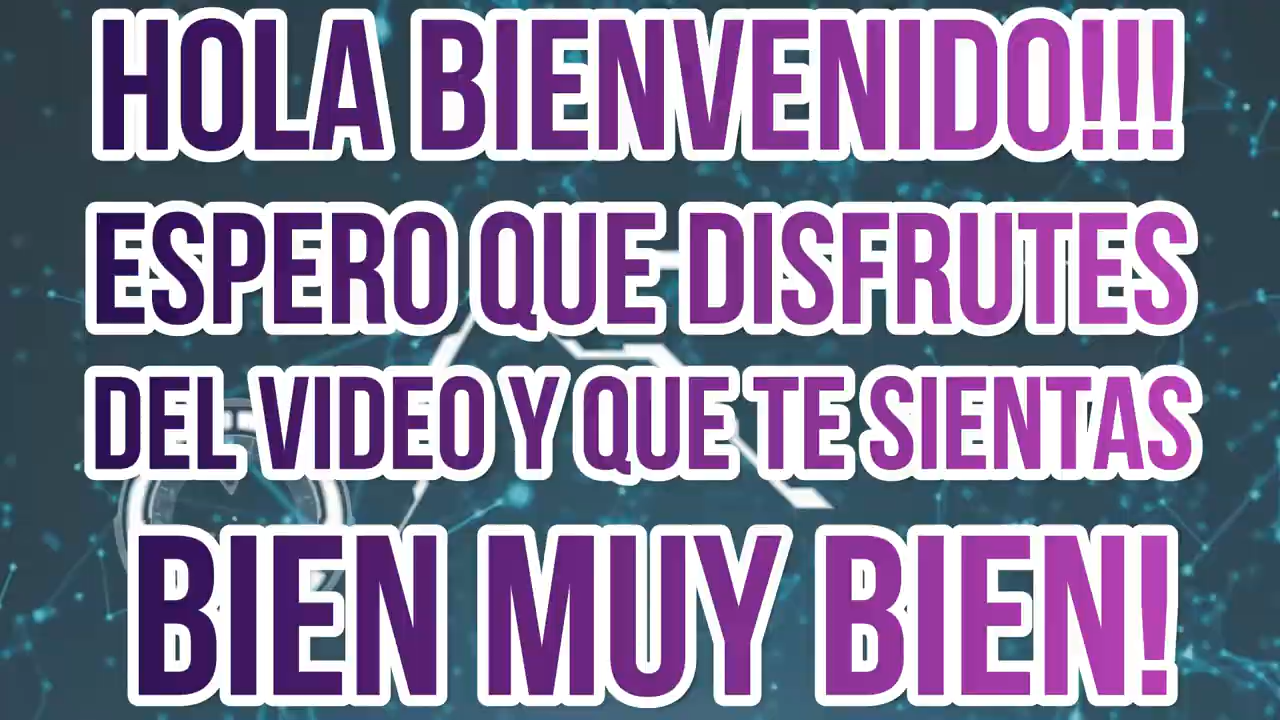 HOLA BIENVENIDO!!!
ESPERO QUE DISFRUTES
DEL VIDEO Y QUE TE SIENTAS
BIEN MUY BIEN!